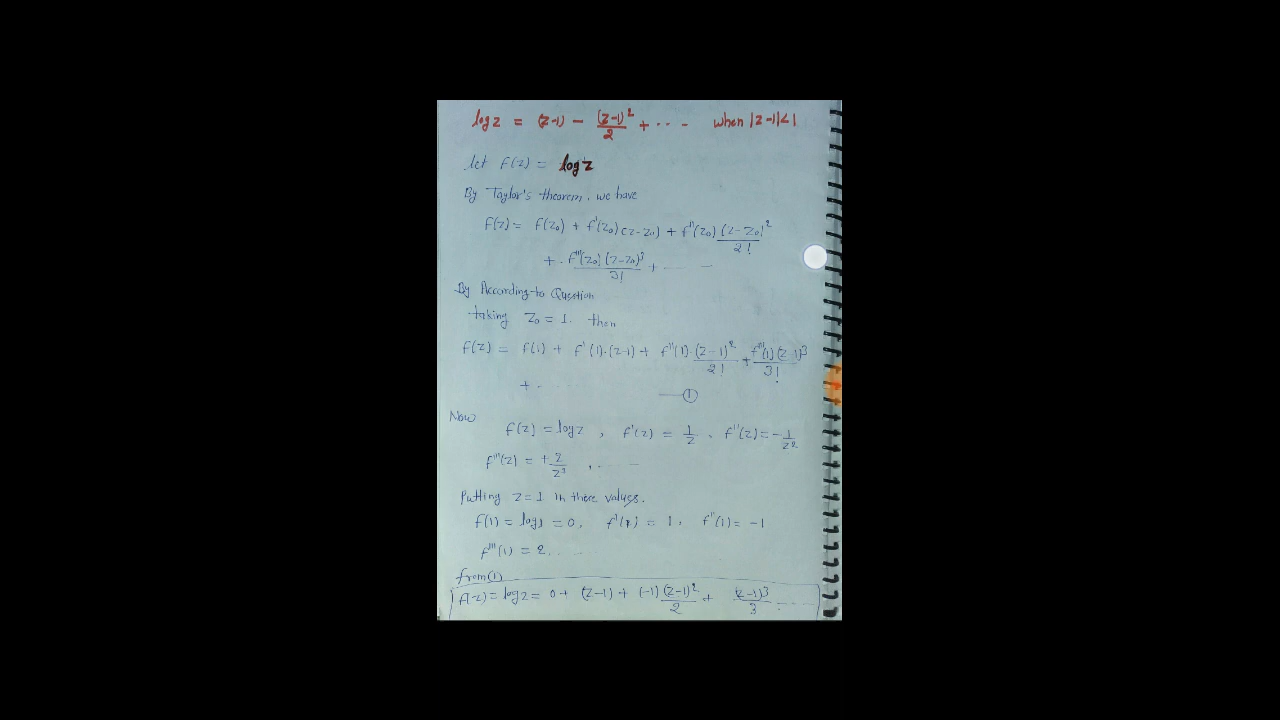 log z = (z-1) - (z-1)²/2 + ... - when |z-1|<1
let f(z) = log z
By Taylor's theorem, we have
f(z) = f(z₀) + f'(z₀)(z-z₀) + f''(z₀) (z-z₀)²/2!
+ . f'''(z₀)(z-z₀)³/3! + ......
By According to Question
taking z₀ = 1. then
f(z) = f(1) + f'(1).(z-1) + f''(1).(z-1)²/2! + f'''(1)(z-1)³/3!
+ ....... —①
Now
f(z) = log z , f'(z) = 1/z , f''(z) = -1/z²
f'''(z) = +2/z³ , .....
Putting z=1 in these values.
f(1) = log1 = 0, f'(1) = 1, f''(1) = -1
f'''(1) = 2.......
from(1)
f(z) = log z = 0 + (z-1) + (-1)(z-1)²/2 + (z-1)³/3 ......